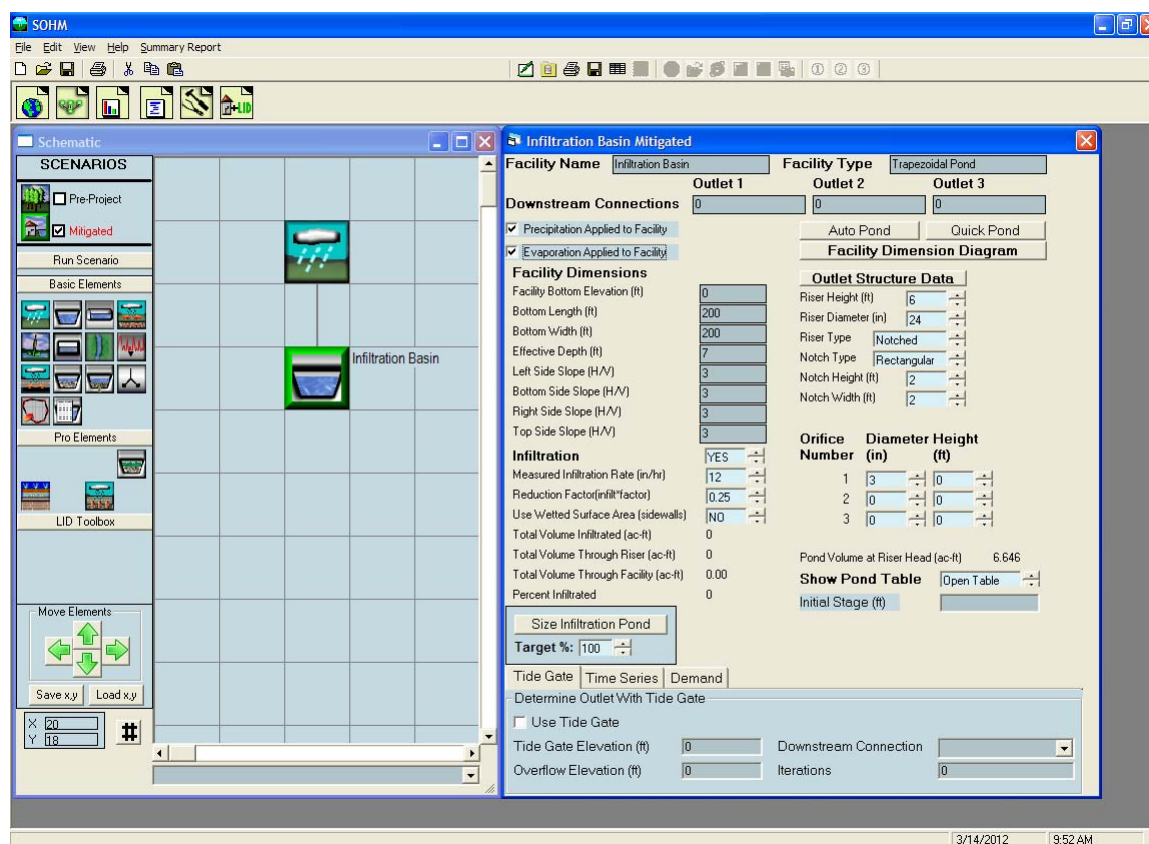 SOHM
File Edit View Help Summary Report
+LID
Schematic
SCENARIOS
Pre-Project
Mitigated
Run Scenario
Basic Elements
Pro Elements
LID Toolbox
Move Elements
Save x,y Load x,y
X 20
Y 18
#
Infiltration Basin
Infiltration Basin Mitigated
Facility Name Infiltration Basin Facility Type Trapezoidal Pond
Outlet 1 Outlet 2 Outlet 3
Downstream Connections 0 0 0
Precipitation Applied to Facility Auto Pond Quick Pond
Evaporation Applied to Facility Facility Dimension Diagram
Facility Dimensions
Facility Bottom Elevation (ft) 0
Bottom Length (ft) 200
Bottom Width (ft) 200
Effective Depth (ft) 7
Left Side Slope (H/V) 3
Bottom Side Slope (H/V) 3
Right Side Slope (H/V) 3
Top Side Slope (H/V) 3
Infiltration YES
Measured Infiltration Rate (in/hr) 12
Reduction Factor(infilt*factor) 0.25
Use Wetted Surface Area (sidewalls) NO
Total Volume Infiltrated (ac-ft) 0
Total Volume Through Riser (ac-ft) 0
Total Volume Through Facility (ac-ft) 0.00
Percent Infiltrated 0
Size Infiltration Pond
Target %: 100
Outlet Structure Data
Riser Height (ft) 6
Riser Diameter (in) 24
Riser Type Notched
Notch Type Rectangular
Notch Height (ft) 2
Notch Width (ft) 2
Orifice Diameter Height
Number (in) (ft)
1 3 0
2 0 0
3 0 0
Pond Volume at Riser Head (ac-ft) 6.646
Show Pond Table Open Table
Initial Stage (ft)
Tide Gate Time Series Demand
Determine Outlet With Tide Gate
Use Tide Gate
Tide Gate Elevation (ft) 0 Downstream Connection
Overflow Elevation (ft) 0 Iterations 0
3/14/2012 9:52 AM